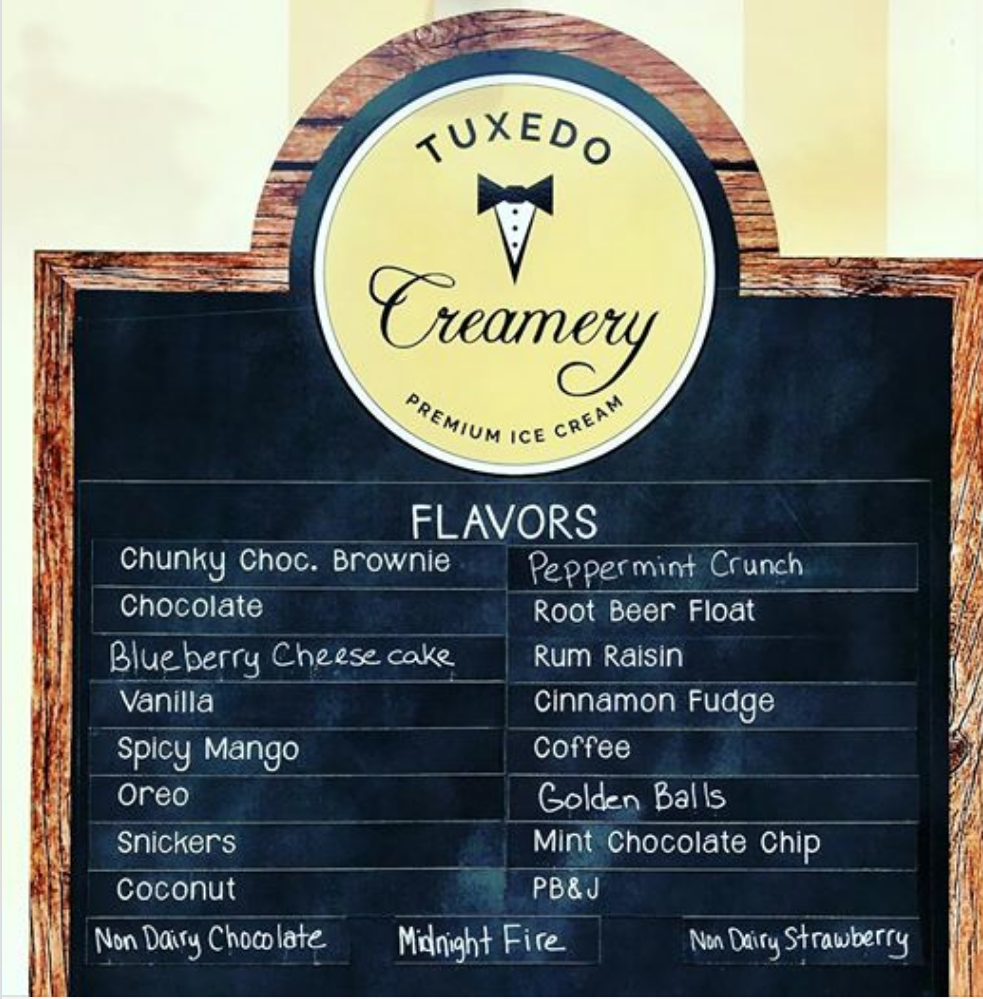 TUXEDO
Creamery
PREMIUM ICE CREAM
FLAVORS
Chunky Choc. Brownie
Chocolate
Blueberry Cheesecake
Vanilla
Spicy Mango
Oreo
Snickers
Coconut
Peppermint Crunch
Root Beer Float
Rum Raisin
Cinnamon Fudge
Coffee
Golden Balls
Mint Chocolate Chip
PB&J
Non Dairy Chocolate
Midnight Fire
Non Dairy Strawberry